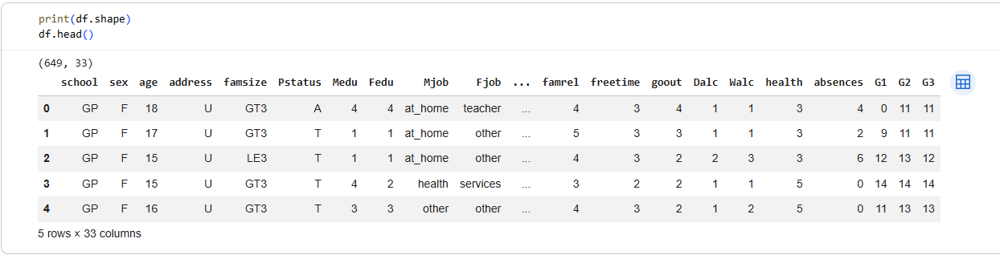 print(df.shape)
df.head()
(649, 33)
school sex age address famsize Pstatus Medu Fedu Mjob Fjob ... famrel freetime goout Dalc Walc health absences G1 G2 G3
0 GP F 18 U GT3 A 4 4 at_home teacher ... 4 3 4 1 1 3 4 0 11 11
1 GP F 17 U GT3 T 1 1 at_home other ... 5 3 3 1 1 3 2 9 11 11
2 GP F 15 U LE3 T 1 1 at_home other ... 4 3 2 2 3 3 6 12 13 12
3 GP F 15 U GT3 T 4 2 health services ... 3 2 2 1 1 5 0 14 14 14
4 GP F 16 U GT3 T 3 3 other other ... 4 3 2 1 2 5 0 11 13 13
5 rows × 33 columns